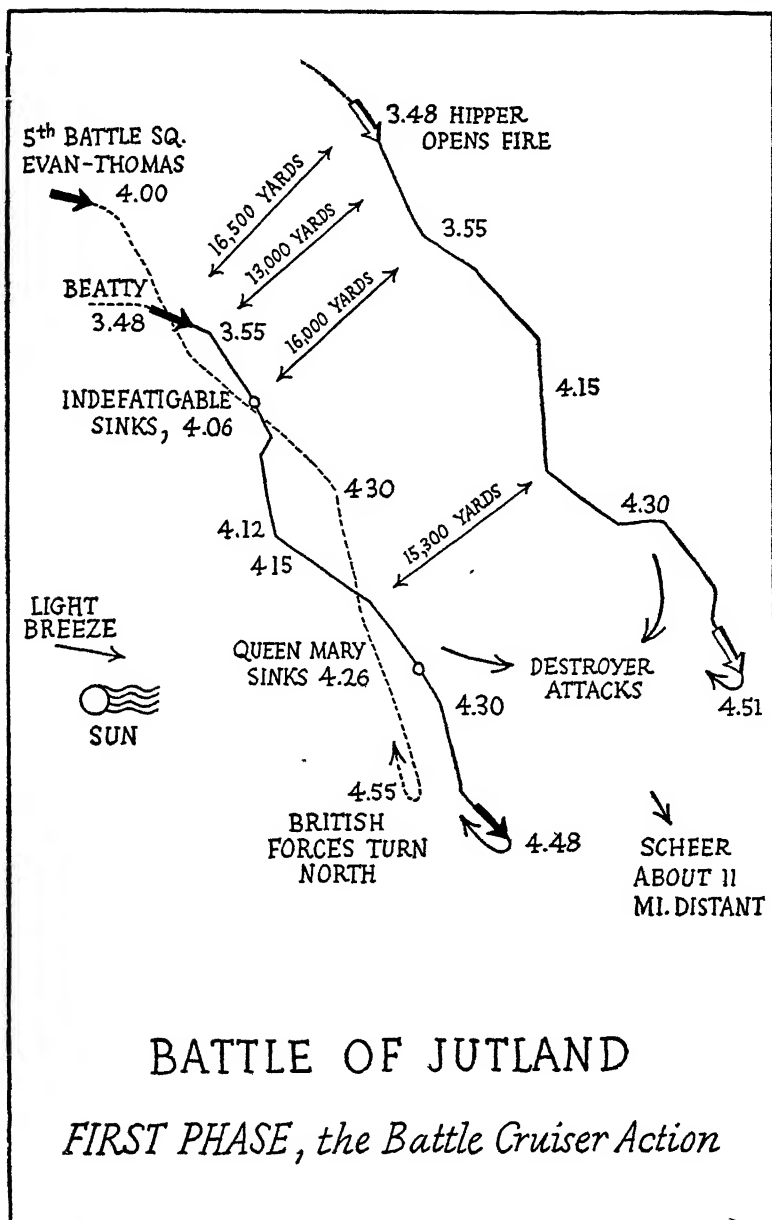 3.48 HIPPER
OPENS FIRE
5th BATTLE SQ.
EVAN-THOMAS
4.00
16,500 YARDS
13,000 YARDS
16,000 YARDS
3.55
BEATTY
3.48
3.55
INDEFATIGABLE
SINKS, 4.06
4.15
4.30
4.30
4.12
4.15
15,300 YARDS
LIGHT
BREEZE
SUN
QUEEN MARY
SINKS 4.26
4.30
DESTROYER
ATTACKS
4.51
4.55
BRITISH
FORCES TURN
NORTH
4.48
SCHEER
ABOUT 11
MI. DISTANT
BATTLE OF JUTLAND
FIRST PHASE, the Battle Cruiser Action